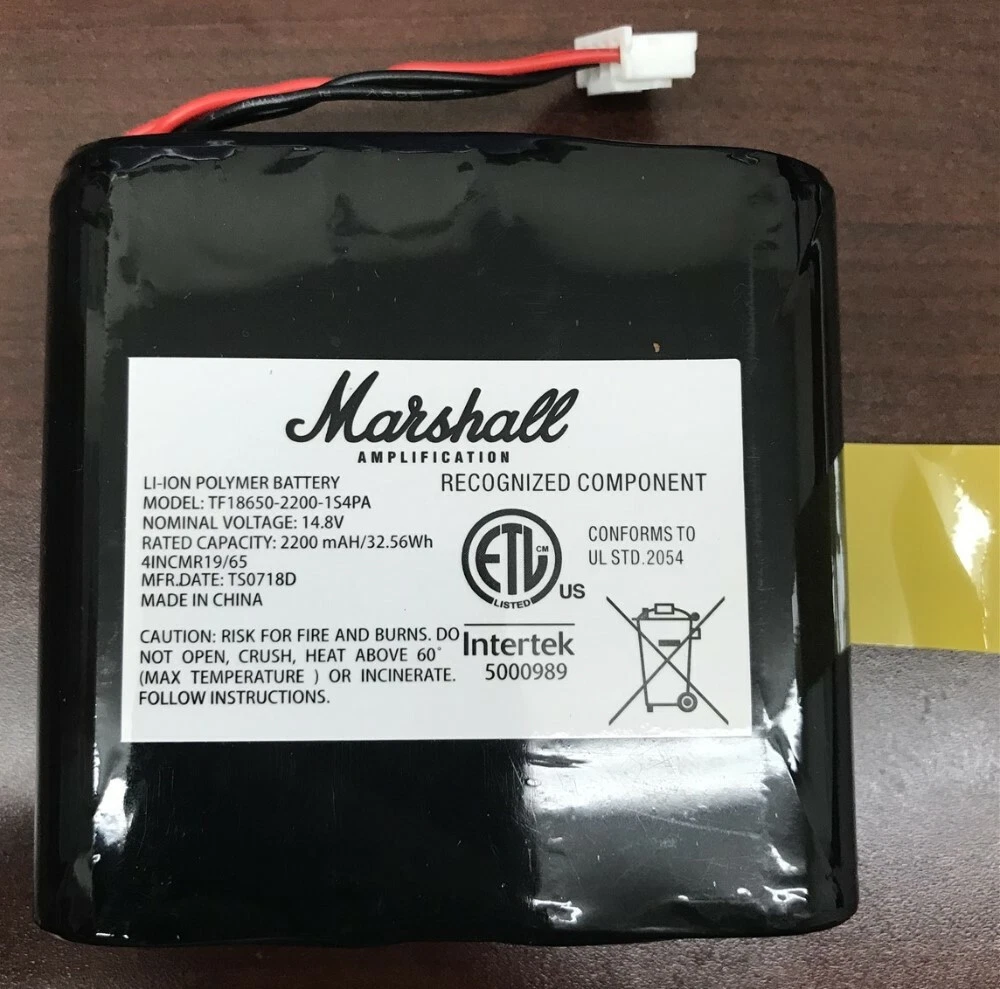 Marshall
AMPLIFICATION
LI-ION POLYMER BATTERY
MODEL: TF18650-2200-1S4PA
NOMINAL VOLTAGE: 14.8V
RATED CAPACITY: 2200 mAH/32.56Wh
4INCMR19/65
MFR.DATE: TS0718D
MADE IN CHINA
CAUTION: RISK FOR FIRE AND BURNS. DO
NOT OPEN, CRUSH, HEAT ABOVE 60°
(MAX TEMPERATURE ) OR INCINERATE.
FOLLOW INSTRUCTIONS.
RECOGNIZED COMPONENT
ETL
CM
LISTED
US
CONFORMS TO
UL STD.2054
Intertek
5000989